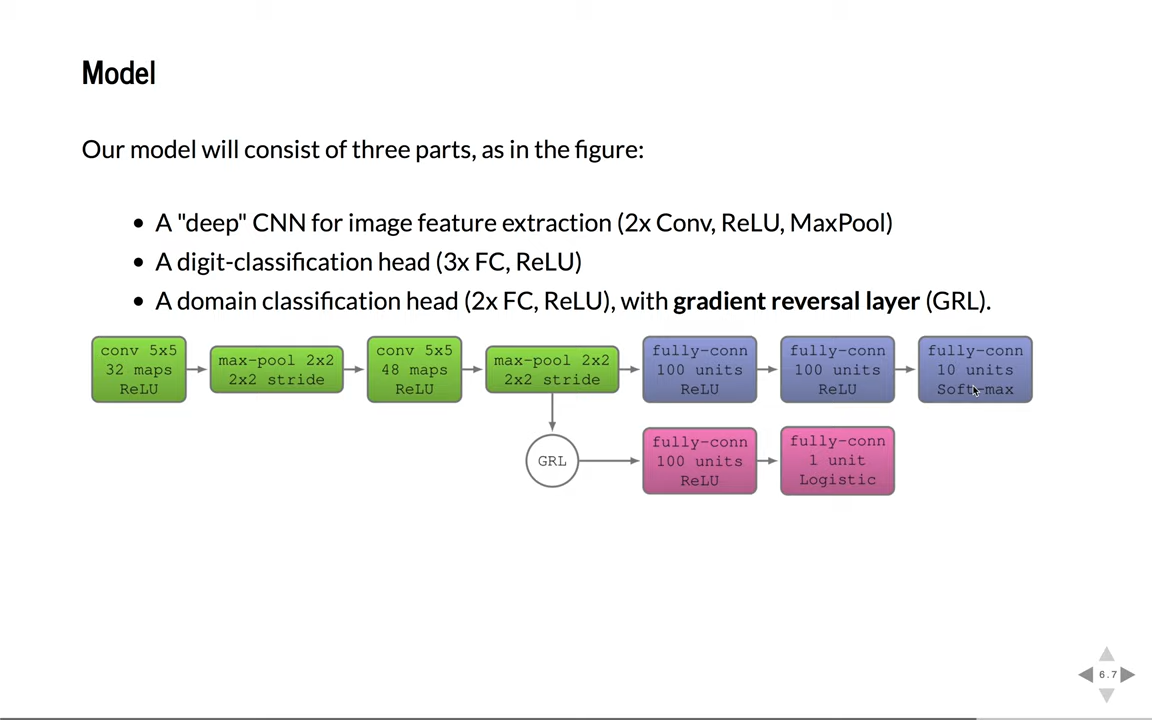 Model
Our model will consist of three parts, as in the figure:
• A "deep" CNN for image feature extraction (2x Conv, ReLU, MaxPool)
• A digit-classification head (3x FC, ReLU)
• A domain classification head (2x FC, ReLU), with gradient reversal layer (GRL).
conv 5x5
32 maps
ReLU
max-pool 2x2
2x2 stride
conv 5x5
48 maps
ReLU
max-pool 2x2
2x2 stride
fully-conn
100 units
ReLU
fully-conn
100 units
ReLU
fully-conn
10 units
Soft-max
GRL
fully-conn
100 units
ReLU
fully-conn
1 unit
Logistic
6.7